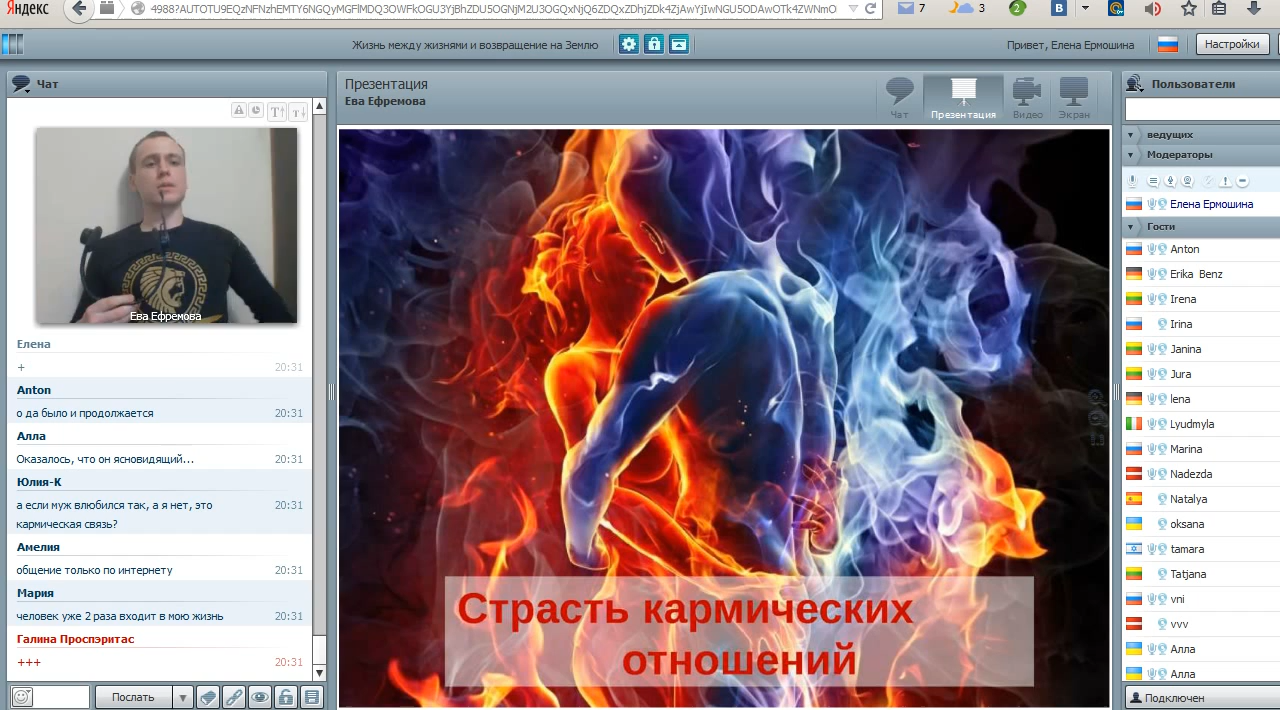 Яндекс
4988?AUTOTU9EQzNFNzhEMTY6NGQyMGFlMDQ3OWFkOGU3YjBhZDU5OGNjM2U3OGQxNjQ6ZDQxZDhjZDk4ZjAwYjIwNGU5ODAwOTk4ZWNmO
7
3
2
Жизнь между жизнями и возвращение на Землю
Привет, Елена Ермошина
Настройки
Чат
Ева Ефремова
Елена
+ 20:31
Anton
о да было и продолжается 20:31
Алла
Оказалось, что он ясновидящий... 20:31
Юлия-К
а если муж влюбился так, а я нет, это 20:31
кармическая связь?
Амелия
общение только по интернету 20:31
Мария
человек уже 2 раза входит в мою жизнь 20:31
Галина Проспэритас
+++ 20:31
Послать
Презентация
Ева Ефремова
Чат
Презентация
Видео
Экран
Страсть кармических
отношений
Пользователи
ведущих
Модераторы
Елена Ермошина
Гости
Anton
Erika Benz
Irena
Irina
Janina
Jura
lena
Lyudmyla
Marina
Nadezda
Natalya
oksana
tamara
Tatjana
vni
vvv
Алла
Алла
Подключен